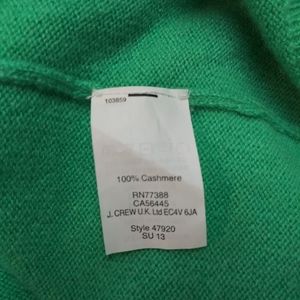 103859
100% Cashmere
RN77388
CA56445
J. CREW U.K. Ltd EC4V 6JA
Style 47920
SU 13